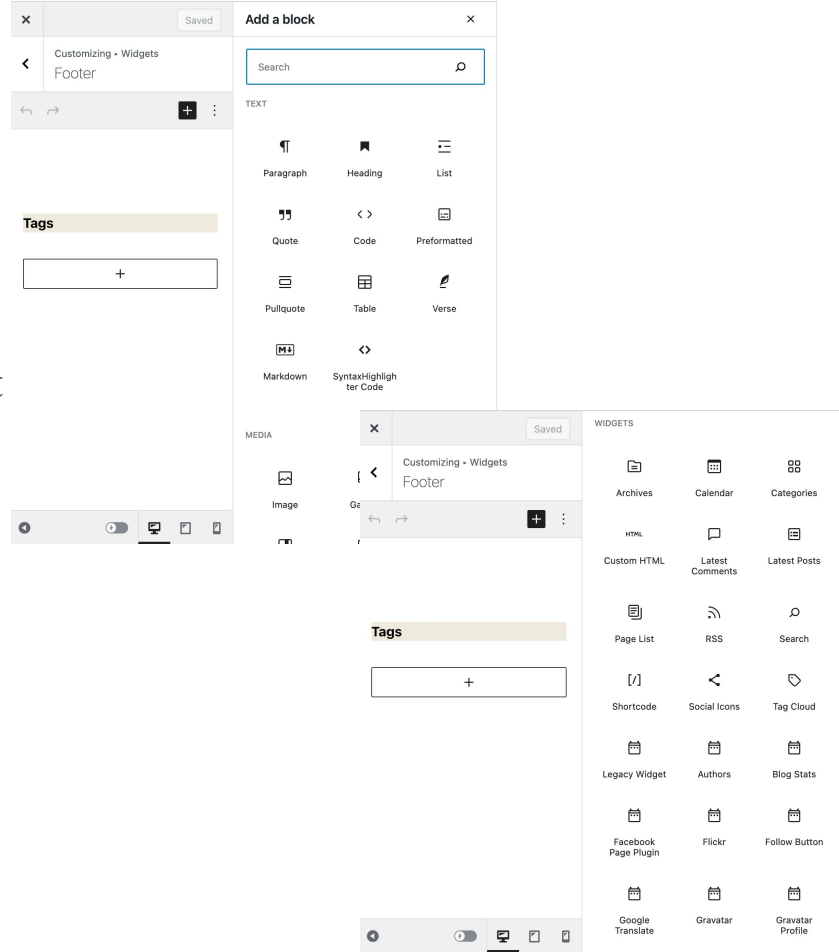 Saved
Customizing ▸ Widgets
Footer
Tags
+
Add a block
Search
TEXT
Paragraph
Heading
List
Quote
Code
Preformatted
Pullquote
Table
Verse
Markdown
SyntaxHighligh
ter Code
MEDIA
Image
Ga
Saved
Customizing ▸ Widgets
Footer
Tags
+
WIDGETS
Archives
Calendar
Categories
HTML
Custom HTML
Latest
Comments
Latest Posts
Page List
RSS
Search
[/]
Shortcode
Social Icons
Tag Cloud
Legacy Widget
Authors
Blog Stats
Facebook
Page Plugin
Flickr
Follow Button
Google
Translate
Gravatar
Gravatar
Profile